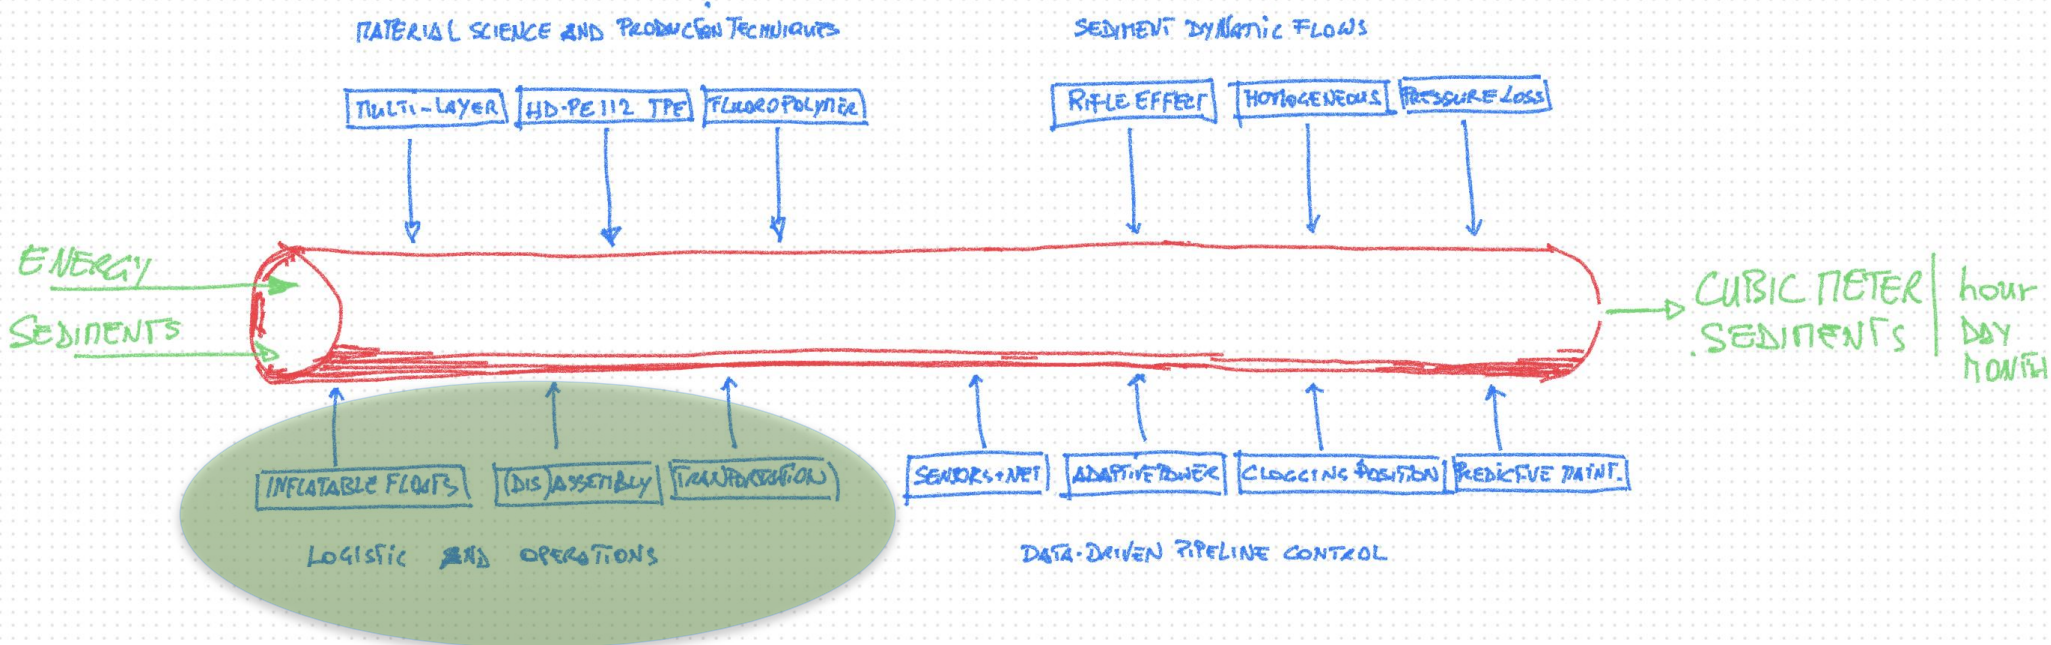 MATERIAL SCIENCE AND PRODUCTION TECHNIQUES
SEDIMENT DYNAMIC FLOWS
MULTI-LAYER
HD-PE112 TPE
FLUOROPOLYMER
RIFLE EFFECT
HOMOGENEOUS
PRESSURE LOSS
ENERGY
SEDIMENTS
CUBIC METER
SEDIMENTS
hour
DAY
MONTH
INFLATABLE FLOATS
(DIS)ASSEMBLY
SENSORS+NET
ADAPTIVE POWER
CLOGGING POSITION
PREDICTIVE MAINT.
LOGISTIC AND OPERATIONS
DATA-DRIVEN PIPELINE CONTROL